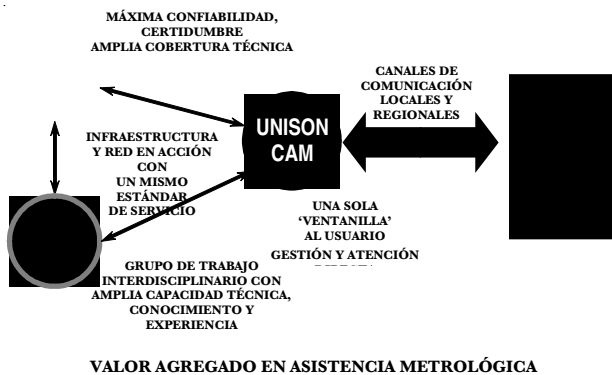 MÁXIMA CONFIABILIDAD,
CERTIDUMBRE
AMPLIA COBERTURA TÉCNICA
CANALES DE
COMUNICACIÓN
LOCALES Y
REGIONALES
UNISON
CAM
INFRAESTRUCTURA
Y RED EN ACCIÓN
CON
UN MISMO
ESTÁNDAR
DE SERVICIO
UNA SOLA
‘VENTANILLA’
AL USUARIO
GESTIÓN Y ATENCIÓN
GRUPO DE TRABAJO
INTERDISCIPLINARIO CON
AMPLIA CAPACIDAD TÉCNICA,
CONOCIMIENTO Y
EXPERIENCIA
VALOR AGREGADO EN ASISTENCIA METROLÓGICA